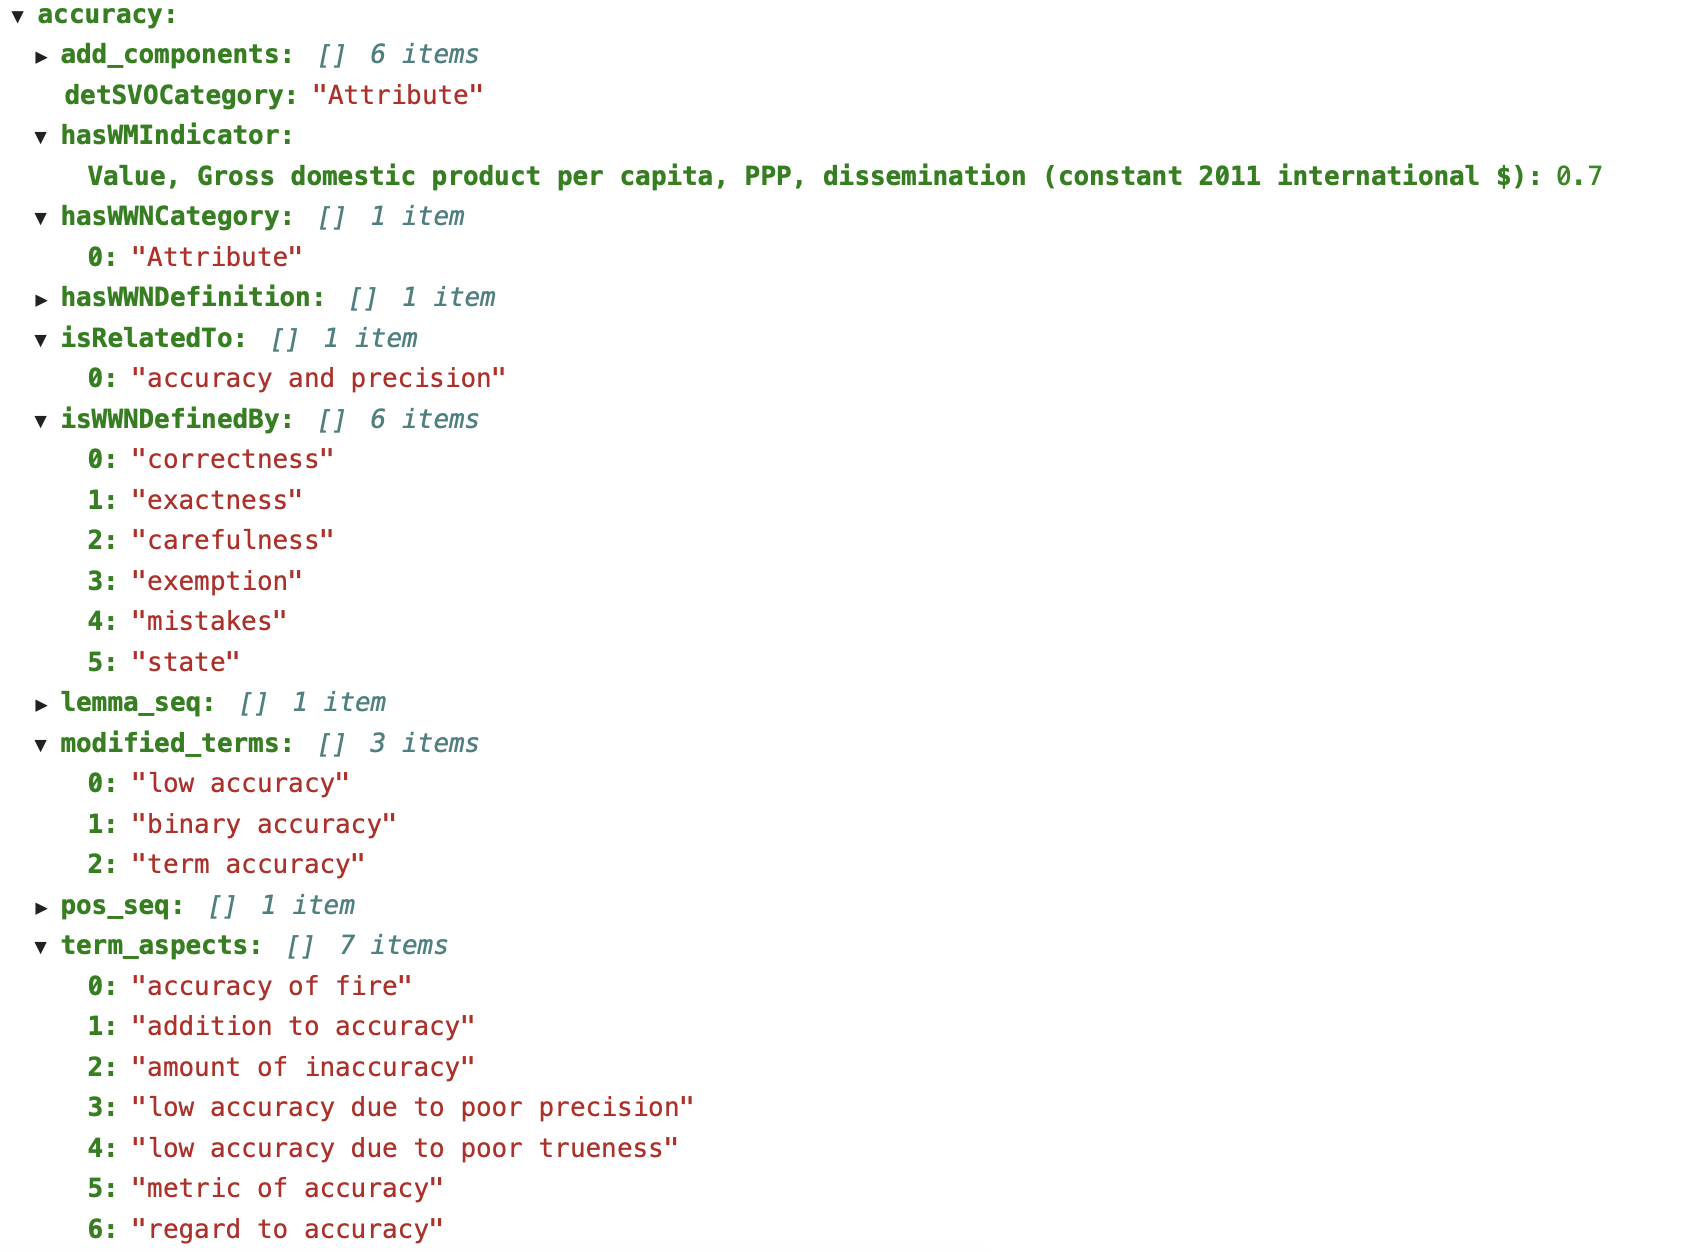 ▼ accuracy:
▶ add_components: [] 6 items
detSVOCategory: "Attribute"
▼ hasWMIndicator:
Value, Gross domestic product per capita, PPP, dissemination (constant 2011 international $): 0.7
▼ hasWWNCategory: [] 1 item
0: "Attribute"
▶ hasWWNDefinition: [] 1 item
▼ isRelatedTo: [] 1 item
0: "accuracy and precision"
▼ isWWNDefinedBy: [] 6 items
0: "correctness"
1: "exactness"
2: "carefulness"
3: "exemption"
4: "mistakes"
5: "state"
▶ lemma_seq: [] 1 item
▼ modified_terms: [] 3 items
0: "low accuracy"
1: "binary accuracy"
2: "term accuracy"
▶ pos_seq: [] 1 item
▼ term_aspects: [] 7 items
0: "accuracy of fire"
1: "addition to accuracy"
2: "amount of inaccuracy"
3: "low accuracy due to poor precision"
4: "low accuracy due to poor trueness"
5: "metric of accuracy"
6: "regard to accuracy"